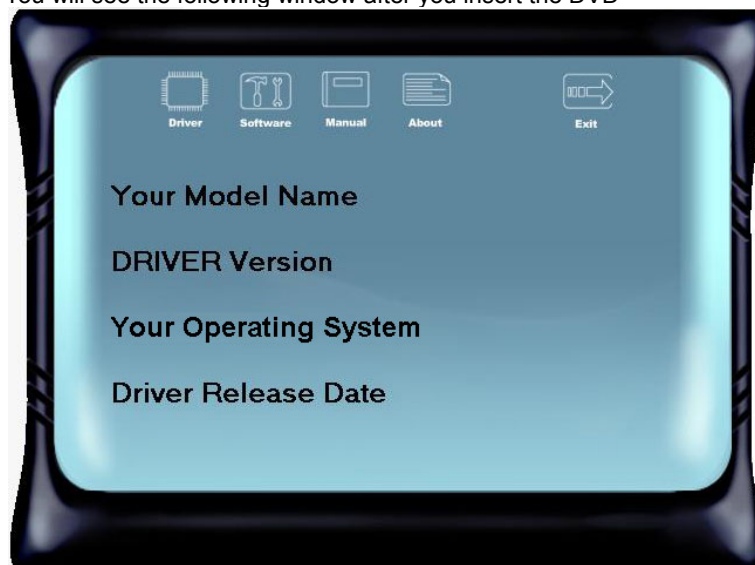 You will see the following window after you insert the DVD
Driver Software Manual About Exit
Your Model Name
DRIVER Version
Your Operating System
Driver Release Date